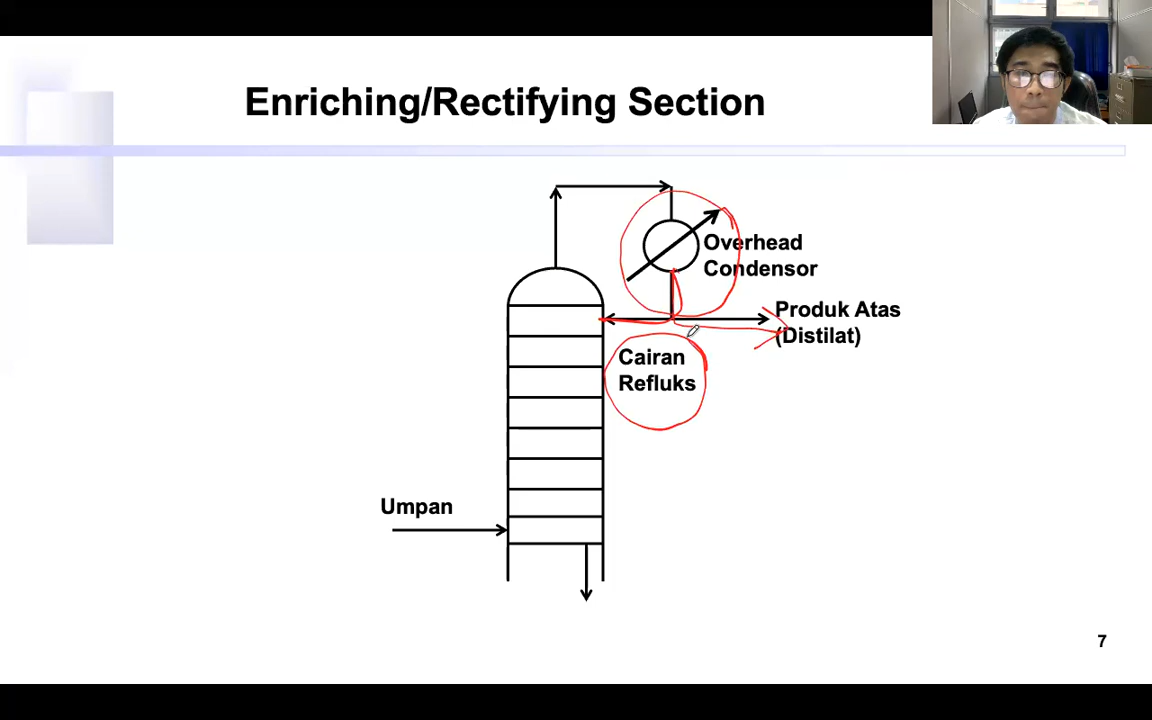 Enriching/Rectifying Section
Overhead
Condensor
Produk Atas
(Distilat)
Cairan
Refluks
Umpan
7